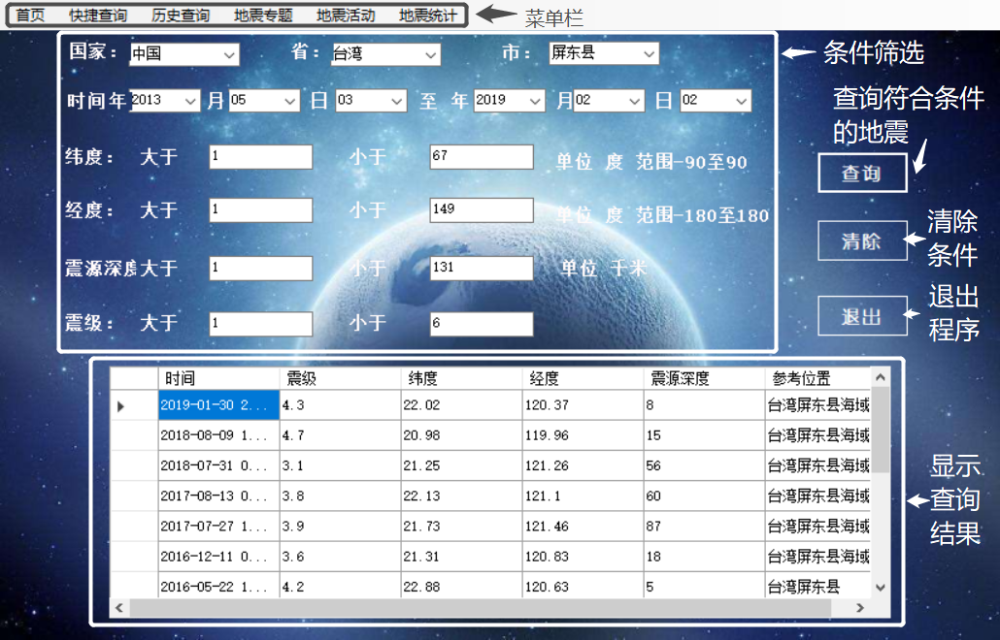 首页 快捷查询 历史查询 地震专题 地震活动 地震统计 菜单栏
国家： 中国 省： 台湾 市： 屏东县 条件筛选
时间 年 2013 月 05 日 03 至 年 2019 月 02 日 02
查询符合条件
的地震
纬度： 大于 1 小于 67 单位 度 范围-90至90
查询
经度： 大于 1 小于 149 单位 度 范围-180至180
清除
清除
条件
震源深度 大于 1 小于 131 单位 千米
震级： 大于 1 小于 6
退出
退出
程序
时间 震级 纬度 经度 震源深度 参考位置
2019-01-30 2... 4.3 22.02 120.37 8 台湾屏东县海域
2018-08-09 1... 4.7 20.98 119.96 15 台湾屏东县海域
2018-07-31 0... 3.1 21.25 121.26 56 台湾屏东县海域
2017-08-13 0... 3.8 22.13 121.1 60 台湾屏东县海域
2017-07-27 1... 3.9 21.73 121.46 87 台湾屏东县海域
2016-12-11 0... 3.6 21.31 120.83 18 台湾屏东县海域
2016-05-22 1... 4.2 22.88 120.63 5 台湾屏东县
显示
查询
结果